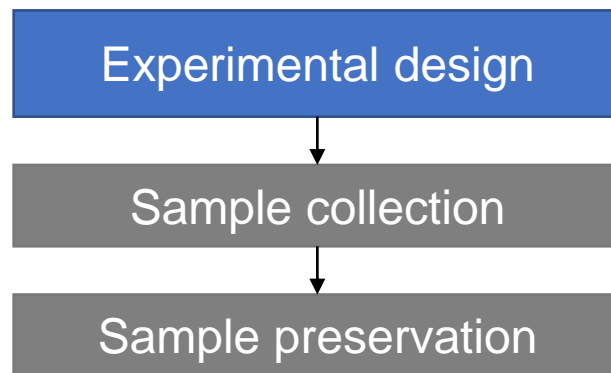 Experimental design
Sample collection
Sample preservation